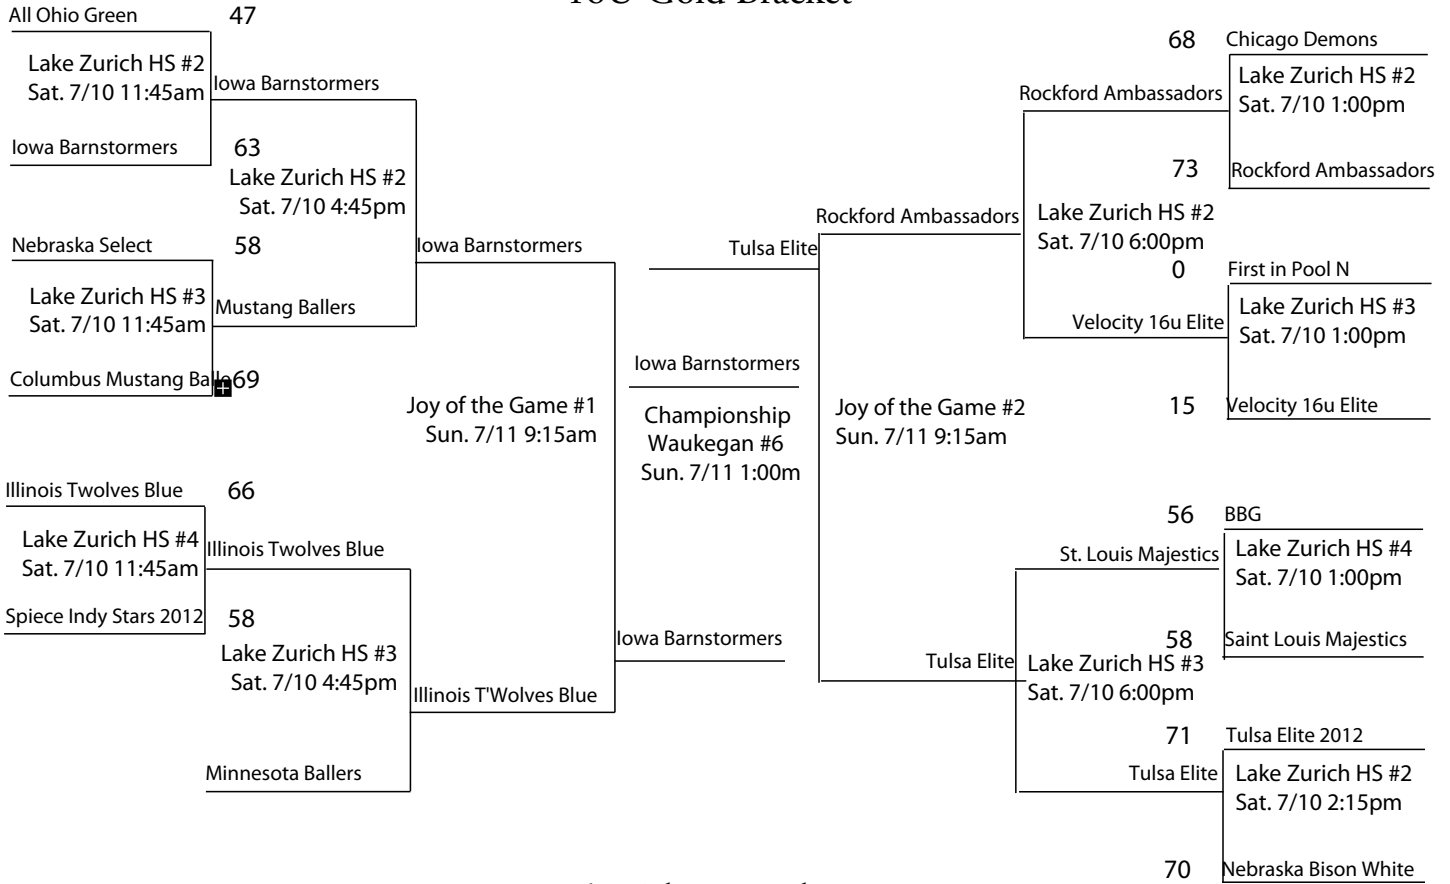 All Ohio Green 47
Lake Zurich HS #2
Sat. 7/10 11:45am
Iowa Barnstormers
Iowa Barnstormers 63
Lake Zurich HS #2
Sat. 7/10 4:45pm
Nebraska Select 58
Iowa Barnstormers
Lake Zurich HS #3
Sat. 7/10 11:45am
Mustang Ballers
Columbus Mustang Balle 69
Joy of the Game #1
Sun. 7/11 9:15am
Illinois Twolves Blue 66
Lake Zurich HS #4
Sat. 7/10 11:45am
Illinois Twolves Blue
Spiece Indy Stars 2012 58
Lake Zurich HS #3
Sat. 7/10 4:45pm
Illinois T'Wolves Blue
Minnesota Ballers
Iowa Barnstormers
Tulsa Elite
Iowa Barnstormers
Championship
Waukegan #6
Sun. 7/11 1:00m
68 Chicago Demons
Lake Zurich HS #2
Sat. 7/10 1:00pm
Rockford Ambassadors
73 Rockford Ambassadors
Rockford Ambassadors
Lake Zurich HS #2
Sat. 7/10 6:00pm
0 First in Pool N
Lake Zurich HS #3
Sat. 7/10 1:00pm
Velocity 16u Elite
15 Velocity 16u Elite
Joy of the Game #2
Sun. 7/11 9:15am
56 BBG
Lake Zurich HS #4
Sat. 7/10 1:00pm
St. Louis Majestics
58 Saint Louis Majestics
Tulsa Elite
Lake Zurich HS #3
Sat. 7/10 6:00pm
71 Tulsa Elite 2012
Tulsa Elite
Lake Zurich HS #2
Sat. 7/10 2:15pm
70 Nebraska Bison White